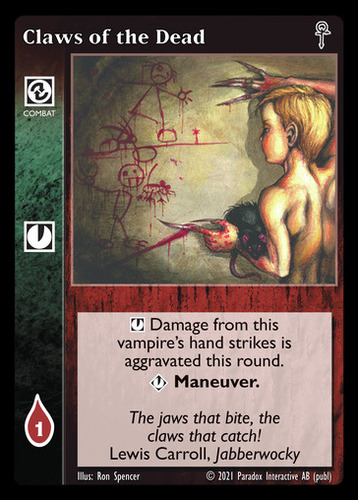 Claws of the Dead
COMBAT
Damage from this
vampire's hand strikes is
aggravated this round.
Maneuver.
The jaws that bite, the
claws that catch!
Lewis Carroll, Jabberwocky
1
Illus: Ron Spencer © 2021 Paradox Interactive AB (publ)